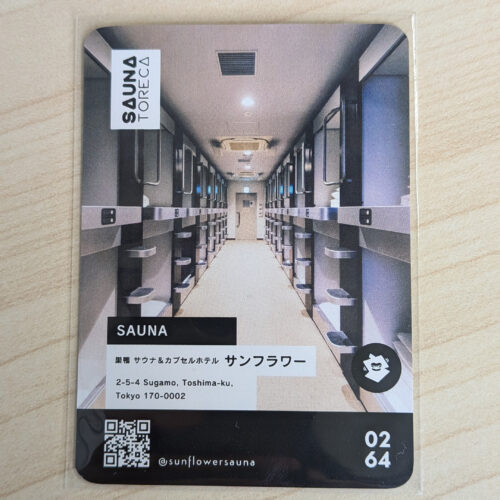 SAUNA
TORECA
SAUNA
巣鴨 サウナ&カプセルホテル サンフラワー
2-5-4 Sugamo, Toshima-ku,
Tokyo 170-0002
@sunflowersauna
02
64